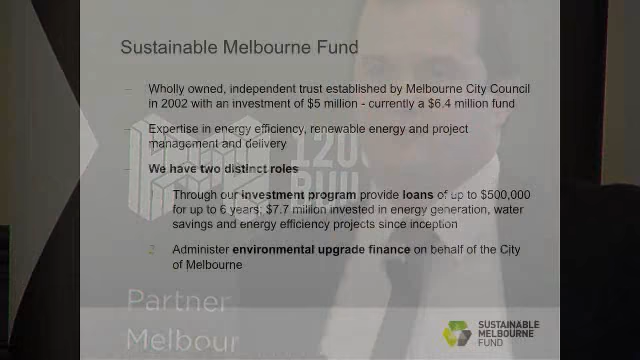 Sustainable Melbourne Fund
– Wholly owned, independent trust established by Melbourne City Council
in 2002 with an investment of $5 million - currently a $6.4 million fund
– Expertise in energy efficiency, renewable energy and project
management and delivery
– We have two distinct roles
1 Through our investment program provide loans of up to $500,000
for up to 6 years; $7.7 million invested in energy generation, water
savings and energy efficiency projects since inception
2 Administer environmental upgrade finance on behalf of the City
of Melbourne
120
Partner
Melbour
SUSTAINABLE
MELBOURNE
FUND